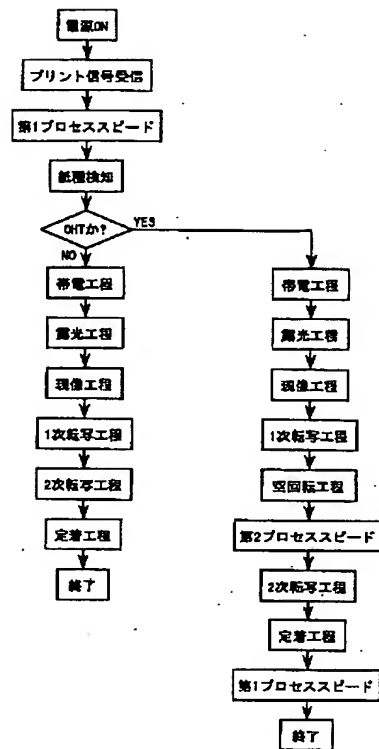 電源ON
プリント信号受信
第1プロセススピード
紙種検知
OHTか?
YES
NO
帯電工程
露光工程
現像工程
1次転写工程
2次転写工程
定着工程
終了
帯電工程
露光工程
現像工程
1次転写工程
空回転工程
第2プロセススピード
2次転写工程
定着工程
第1プロセススピード
終了